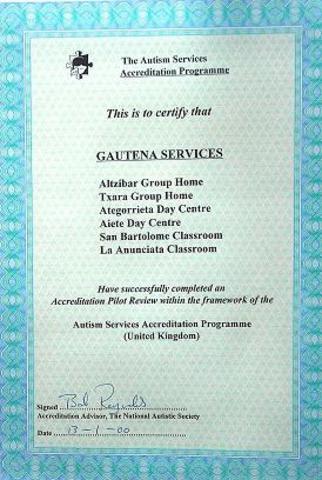 The Autism Services
Accreditation Programme
This is to certify that
GAUTENA SERVICES
Altzibar Group Home
Txara Group Home
Ategorrieta Day Centre
Aiete Day Centre
San Bartolome Classroom
La Anunciata Classroom
Have successfully completed an
Accreditation Pilot Review within the framework of the
Autism Services Accreditation Programme
(United Kingdom)
Signed Bob Reynolds
Accreditation Advisor, The National Autistic Society
Date 13-1-00